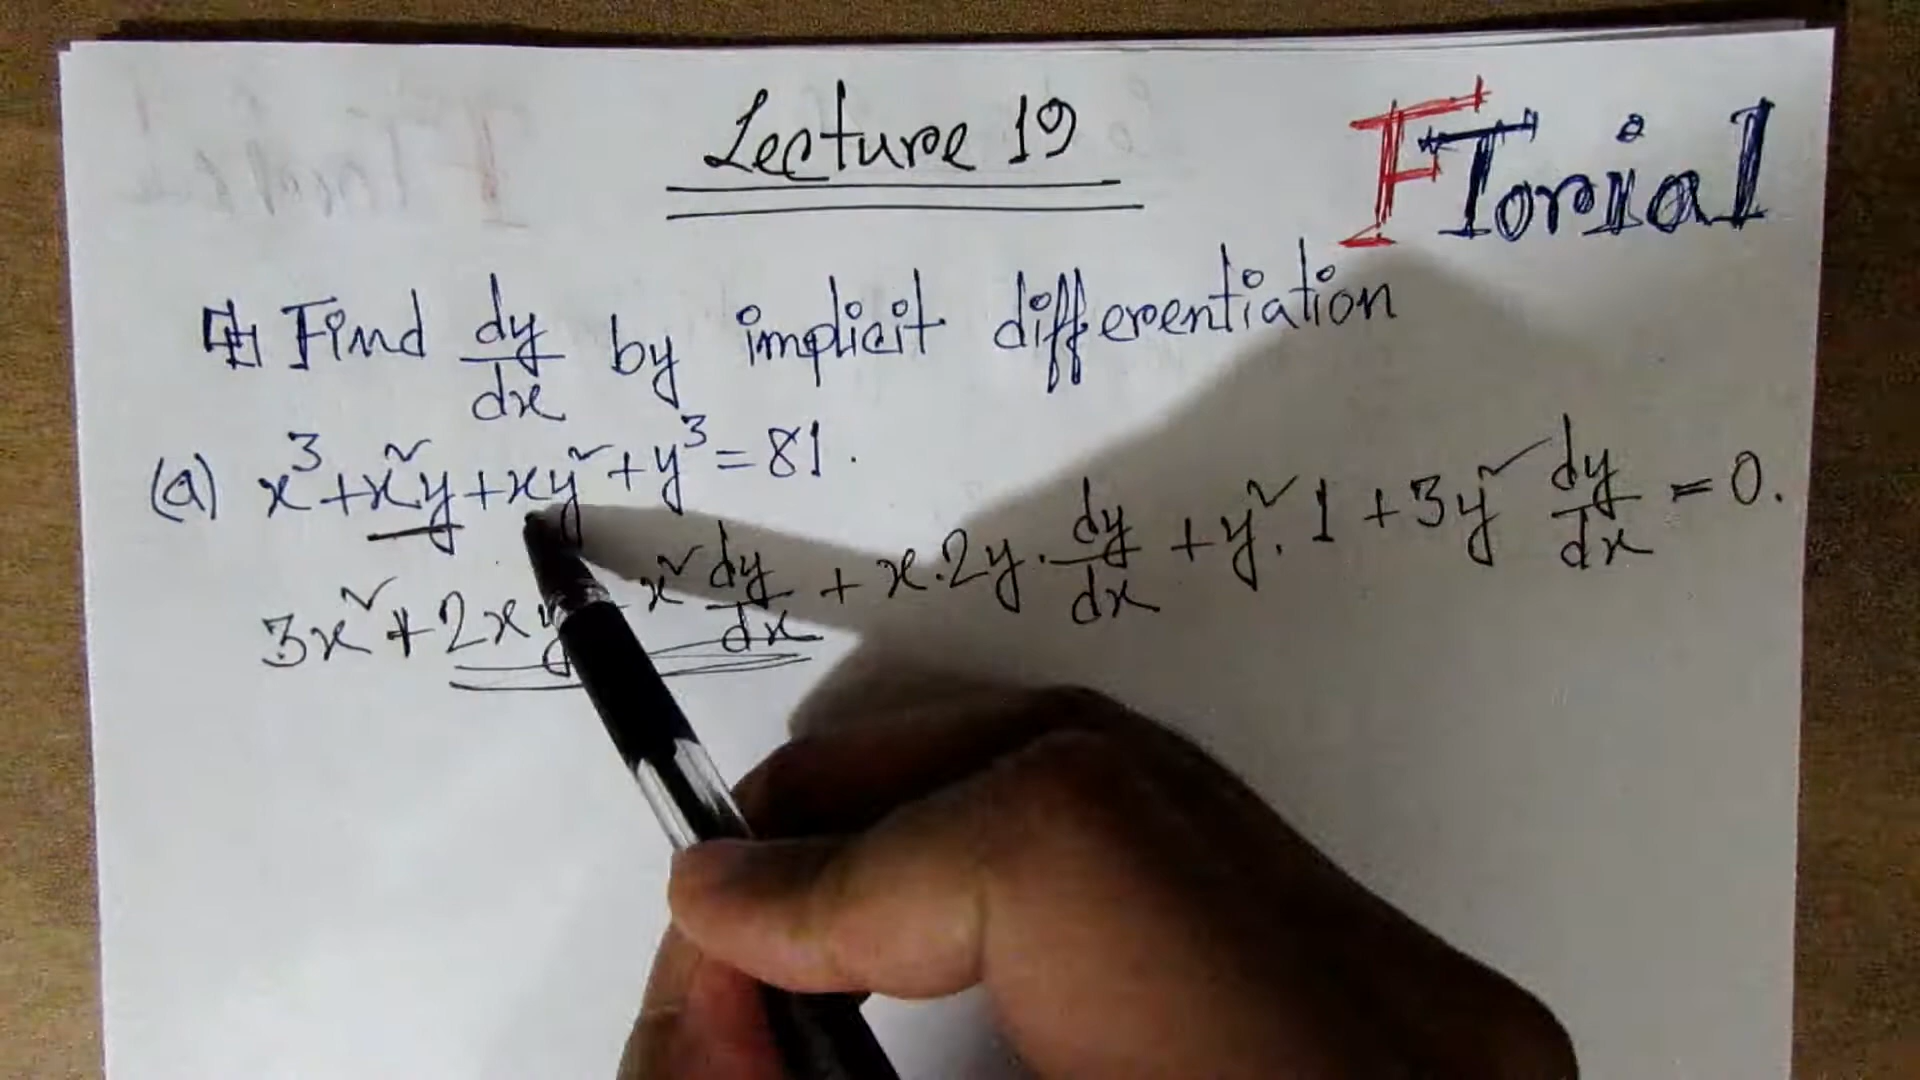 Lecture 19
FTorial
Find dy/dx by implicit differentiation
(a) x³+x²y+xy²+y³=81.
3x²+2xy x² dy/dx + x.2y. dy/dx + y².1+3y² dy/dx = 0.